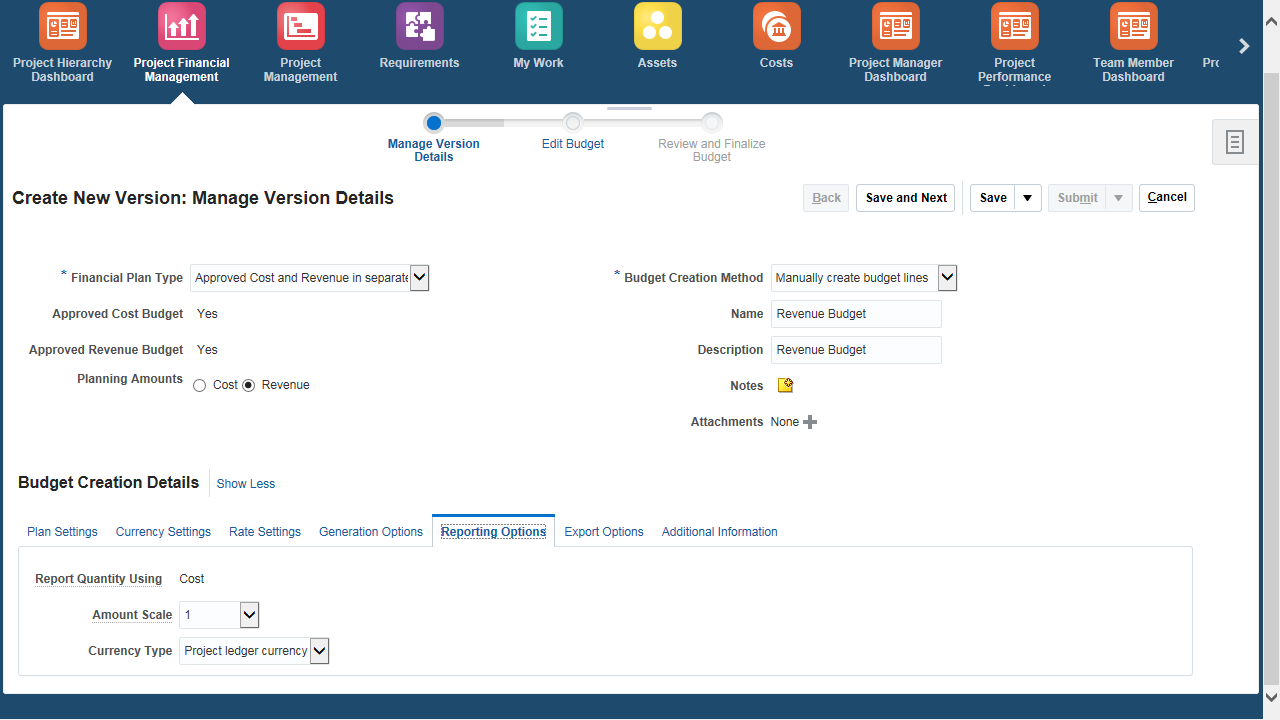 Project Hierarchy Dashboard
Project Financial Management
Project Management
Requirements
My Work
Assets
Costs
Project Manager Dashboard
Project Performance
Team Member Dashboard
Manage Version Details
Edit Budget
Review and Finalize Budget
Create New Version: Manage Version Details
Back
Save and Next
Save
Submit
Cancel
* Financial Plan Type
Approved Cost and Revenue in separate
* Budget Creation Method
Manually create budget lines
Approved Cost Budget
Yes
Name
Revenue Budget
Approved Revenue Budget
Yes
Description
Revenue Budget
Planning Amounts
Cost
Revenue
Notes
Attachments
None
Budget Creation Details
Show Less
Plan Settings
Currency Settings
Rate Settings
Generation Options
Reporting Options
Export Options
Additional Information
Report Quantity Using
Cost
Amount Scale
1
Currency Type
Project ledger currency